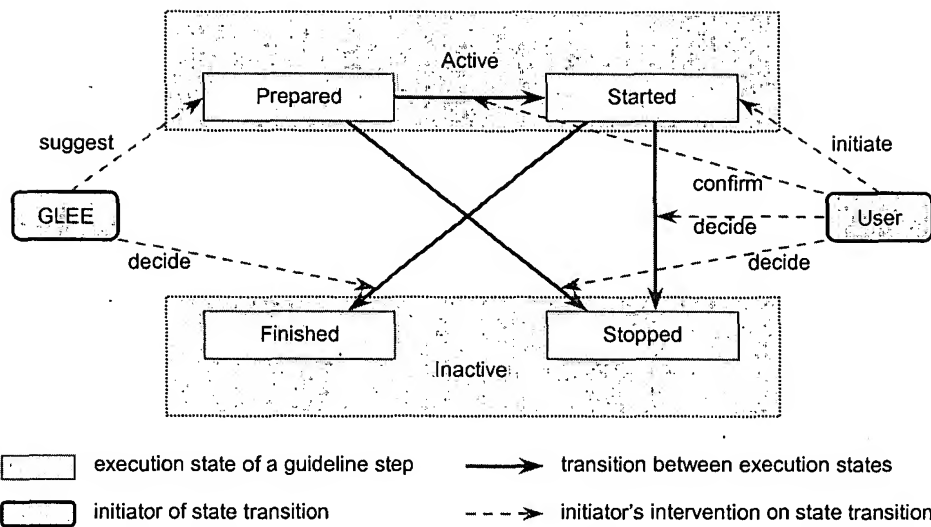 Active
Prepared
Started
suggest
initiate
confirm
GLEE
User
decide
decide
decide
Finished
Stopped
Inactive
execution state of a guideline step
transition between execution states
initiator of state transition
initiator's intervention on state transition